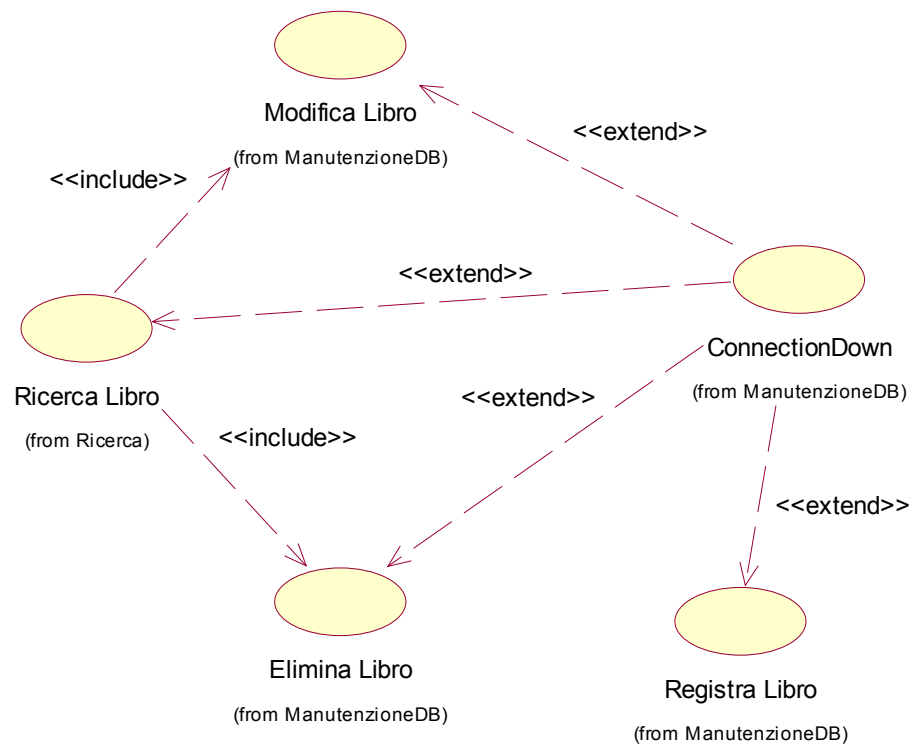 Modifica Libro
(from ManutenzioneDB)
<<extend>>
<<include>>
<<extend>>
ConnectionDown
(from ManutenzioneDB)
Ricerca Libro
(from Ricerca)
<<extend>>
<<include>>
<<extend>>
Elimina Libro
(from ManutenzioneDB)
Registra Libro
(from ManutenzioneDB)